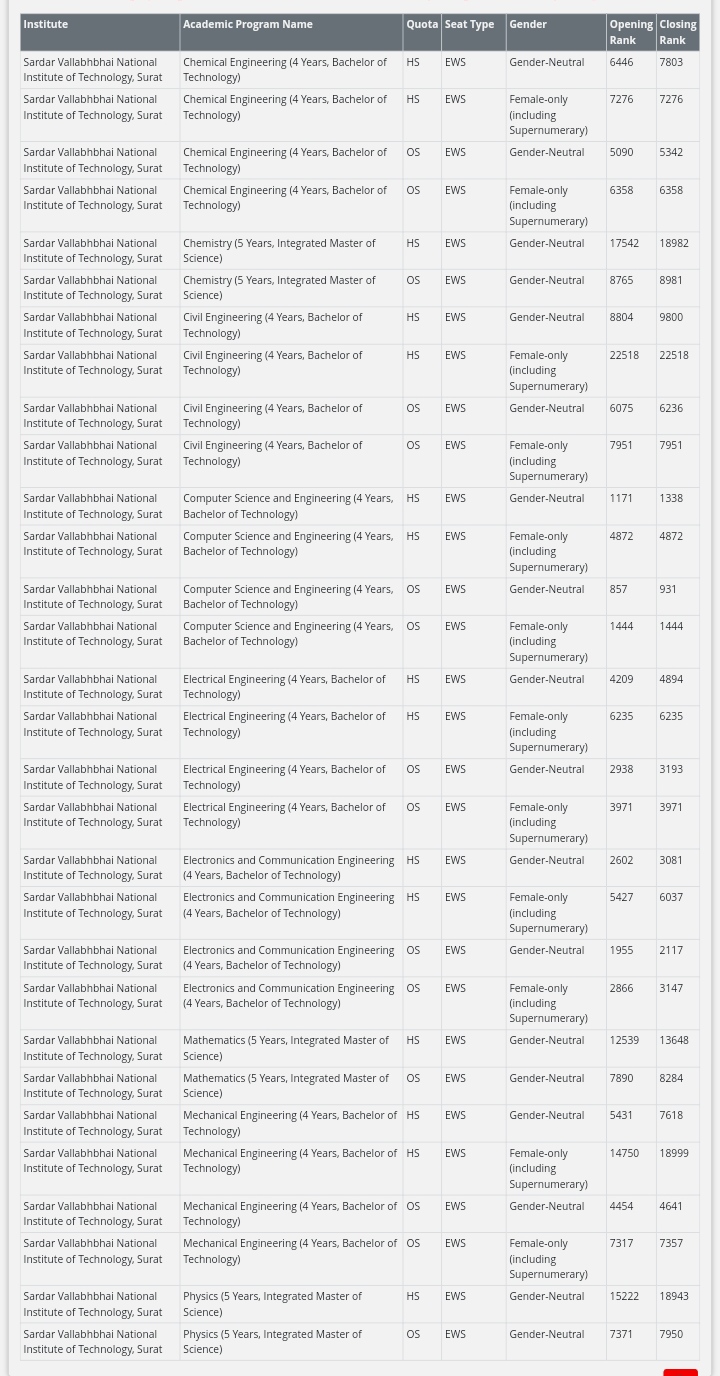 Institute Academic Program Name Quota Seat Type Gender Opening Closing
Rank Rank
Sardar Vallabhbhai National Chemical Engineering (4 Years, Bachelor of HS EWS Gender-Neutral 6446 7803
Institute of Technology, Surat Technology)
Sardar Vallabhbhai National Chemical Engineering (4 Years, Bachelor of HS EWS Female-only 7276 7276
Institute of Technology, Surat Technology) (including
Supernumerary)
Sardar Vallabhbhai National Chemical Engineering (4 Years, Bachelor of OS EWS Gender-Neutral 5090 5342
Institute of Technology, Surat Technology)
Sardar Vallabhbhai National Chemical Engineering (4 Years, Bachelor of OS EWS Female-only 6358 6358
Institute of Technology, Surat Technology) (including
Supernumerary)
Sardar Vallabhbhai National Chemistry (5 Years, Integrated Master of HS EWS Gender-Neutral 17542 18982
Institute of Technology, Surat Science)
Sardar Vallabhbhai National Chemistry (5 Years, Integrated Master of OS EWS Gender-Neutral 8765 8981
Institute of Technology, Surat Science)
Sardar Vallabhbhai National Civil Engineering (4 Years, Bachelor of HS EWS Gender-Neutral 8804 9800
Institute of Technology, Surat Technology)
Sardar Vallabhbhai National Civil Engineering (4 Years, Bachelor of HS EWS Female-only 22518 22518
Institute of Technology, Surat Technology) (including
Supernumerary)
Sardar Vallabhbhai National Civil Engineering (4 Years, Bachelor of OS EWS Gender-Neutral 6075 6236
Institute of Technology, Surat Technology)
Sardar Vallabhbhai National Civil Engineering (4 Years, Bachelor of OS EWS Female-only 7951 7951
Institute of Technology, Surat Technology) (including
Supernumerary)
Sardar Vallabhbhai National Computer Science and Engineering (4 Years, HS EWS Gender-Neutral 1171 1338
Institute of Technology, Surat Bachelor of Technology)
Sardar Vallabhbhai National Computer Science and Engineering (4 Years, HS EWS Female-only 4872 4872
Institute of Technology, Surat Bachelor of Technology) (including
Supernumerary)
Sardar Vallabhbhai National Computer Science and Engineering (4 Years, OS EWS Gender-Neutral 857 931
Institute of Technology, Surat Bachelor of Technology)
Sardar Vallabhbhai National Computer Science and Engineering (4 Years, OS EWS Female-only 1444 1444
Institute of Technology, Surat Bachelor of Technology) (including
Supernumerary)
Sardar Vallabhbhai National Electrical Engineering (4 Years, Bachelor of HS EWS Gender-Neutral 4209 4894
Institute of Technology, Surat Technology)
Sardar Vallabhbhai National Electrical Engineering (4 Years, Bachelor of HS EWS Female-only 6235 6235
Institute of Technology, Surat Technology) (including
Supernumerary)
Sardar Vallabhbhai National Electrical Engineering (4 Years, Bachelor of OS EWS Gender-Neutral 2938 3193
Institute of Technology, Surat Technology)
Sardar Vallabhbhai National Electrical Engineering (4 Years, Bachelor of OS EWS Female-only 3971 3971
Institute of Technology, Surat Technology) (including
Supernumerary)
Sardar Vallabhbhai National Electronics and Communication Engineering HS EWS Gender-Neutral 2602 3081
Institute of Technology, Surat (4 Years, Bachelor of Technology)
Sardar Vallabhbhai National Electronics and Communication Engineering HS EWS Female-only 5427 6037
Institute of Technology, Surat (4 Years, Bachelor of Technology) (including
Supernumerary)
Sardar Vallabhbhai National Electronics and Communication Engineering OS EWS Gender-Neutral 1955 2117
Institute of Technology, Surat (4 Years, Bachelor of Technology)
Sardar Vallabhbhai National Electronics and Communication Engineering OS EWS Female-only 2866 3147
Institute of Technology, Surat (4 Years, Bachelor of Technology) (including
Supernumerary)
Sardar Vallabhbhai National Mathematics (5 Years, Integrated Master of HS EWS Gender-Neutral 12539 13648
Institute of Technology, Surat Science)
Sardar Vallabhbhai National Mathematics (5 Years, Integrated Master of OS EWS Gender-Neutral 7890 8284
Institute of Technology, Surat Science)
Sardar Vallabhbhai National Mechanical Engineering (4 Years, Bachelor of HS EWS Gender-Neutral 5431 7618
Institute of Technology, Surat Technology)
Sardar Vallabhbhai National Mechanical Engineering (4 Years, Bachelor of HS EWS Female-only 14750 18999
Institute of Technology, Surat Technology) (including
Supernumerary)
Sardar Vallabhbhai National Mechanical Engineering (4 Years, Bachelor of OS EWS Gender-Neutral 4454 4641
Institute of Technology, Surat Technology)
Sardar Vallabhbhai National Mechanical Engineering (4 Years, Bachelor of OS EWS Female-only 7317 7357
Institute of Technology, Surat Technology) (including
Supernumerary)
Sardar Vallabhbhai National Physics (5 Years, Integrated Master of HS EWS Gender-Neutral 15222 18943
Institute of Technology, Surat Science)
Sardar Vallabhbhai National Physics (5 Years, Integrated Master of OS EWS Gender-Neutral 7371 7950
Institute of Technology, Surat Science)